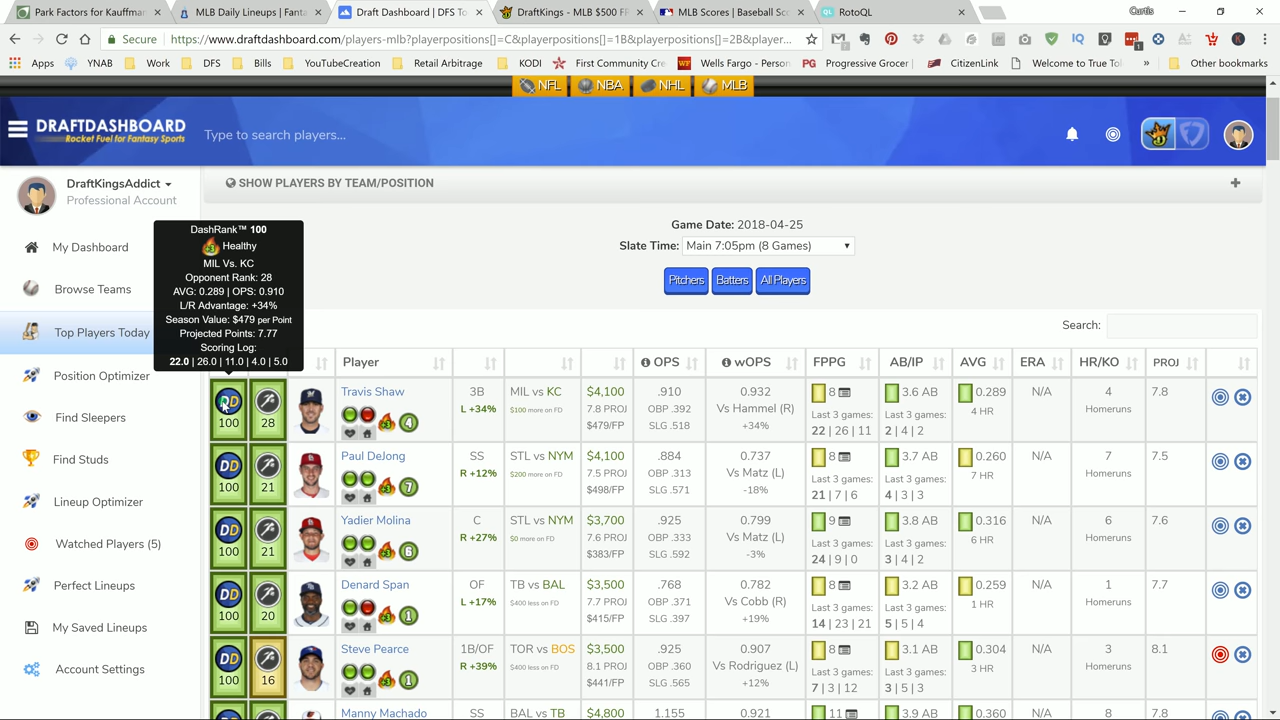 Park Factors for Kauffman
MLB Daily Lineups | Fanta
Draft Dashboard | DFS To
DraftKings - MLB $500 FR
MLB Scores | Baseball Sco
RotoQL
Curtis
Secure
https://www.draftdashboard.com/players-mlb?playerpositions[]=C&playerpositions[]=1B&playerpositions[]=2B&player...
Apps
YNAB
Work
DFS
Bills
YouTubeCreation
Retail Arbitrage
KODI
First Community Cre
Wells Fargo - Person
Progressive Grocer |
CitizenLink
Welcome to True Tol
»
Other bookmarks
NFL
NBA
NHL
MLB
DRAFTDASHBOARD
Rocket Fuel for Fantasy Sports
Type to search players...
DraftKingsAddict
Professional Account
My Dashboard
Browse Teams
Top Players Today
Position Optimizer
Find Sleepers
Find Studs
Lineup Optimizer
Watched Players (5)
Perfect Lineups
My Saved Lineups
Account Settings
SHOW PLAYERS BY TEAM/POSITION
+
Game Date: 2018-04-25
Slate Time: Main 7:05pm (8 Games)
Pitchers
Batters
All Players
Search:
DashRank™ 100
Healthy
MIL Vs. KC
Opponent Rank: 28
AVG: 0.289 | OPS: 0.910
L/R Advantage: +34%
Season Value: $479 per Point
Projected Points: 7.77
Scoring Log:
22.0 | 26.0 | 11.0 | 4.0 | 5.0
Player
OPS
wOPS
FPPG
AB/IP
AVG
ERA
HR/KO
PROJ
DD
100
28
Travis Shaw
4
3B
L +34%
MIL vs KC
$100 more on FD
$4,100
7.8 PROJ
$479/FP
.910
OBP .392
SLG .518
0.932
Vs Hammel (R)
+34%
8
Last 3 games:
22 | 26 | 11
3.6 AB
Last 3 games:
2 | 4 | 2
0.289
4 HR
N/A
4
Homeruns
7.8
DD
100
21
Paul DeJong
7
SS
R +12%
STL vs NYM
$200 more on FD
$4,100
7.5 PROJ
$498/FP
.884
OBP .313
SLG .571
0.737
Vs Matz (L)
-18%
8
Last 3 games:
21 | 7 | 6
3.7 AB
Last 3 games:
4 | 3 | 3
0.260
7 HR
N/A
7
Homeruns
7.5
DD
100
21
Yadier Molina
6
C
R +27%
STL vs NYM
$0 more on FD
$3,700
7.6 PROJ
$383/FP
.925
OBP .333
SLG .592
0.799
Vs Matz (L)
-3%
9
Last 3 games:
24 | 9 | 0
3.8 AB
Last 3 games:
3 | 4 | 2
0.316
6 HR
N/A
6
Homeruns
7.6
DD
100
20
Denard Span
1
OF
L +17%
TB vs BAL
$400 less on FD
$3,500
7.7 PROJ
$415/FP
.768
OBP .371
SLG .397
0.782
Vs Cobb (R)
+19%
8
Last 3 games:
14 | 23 | 21
3.2 AB
Last 3 games:
5 | 5 | 4
0.259
1 HR
N/A
1
Homeruns
7.7
DD
100
16
Steve Pearce
1
1B/OF
R +39%
TOR vs BOS
$400 less on FD
$3,500
8.1 PROJ
$441/FP
.925
OBP .360
SLG .565
0.907
Vs Rodriguez (L)
+12%
8
Last 3 games:
7 | 3 | 12
3.1 AB
Last 3 games:
3 | 5 | 3
0.304
3 HR
N/A
3
Homeruns
8.1
Manny Machado
SS
BAL vs TB
$4,800
1.155
0.921
11
3.9 AB
0.360
N/A
8
7.8